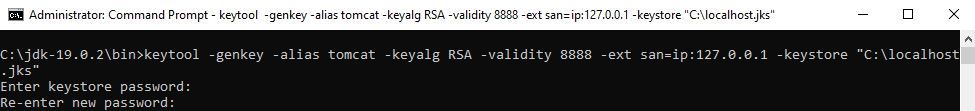 Administrator: Command Prompt - keytool  -genkey -alias tomcat -keyalg RSA -validity 8888 -ext san=ip:127.0.0.1 -keystore "C:\localhost.jks"
C:\jdk-19.0.2\bin>keytool -genkey -alias tomcat -keyalg RSA -validity 8888 -ext san=ip:127.0.0.1 -keystore "C:\localhost
.jks"
Enter keystore password:
Re-enter new password: